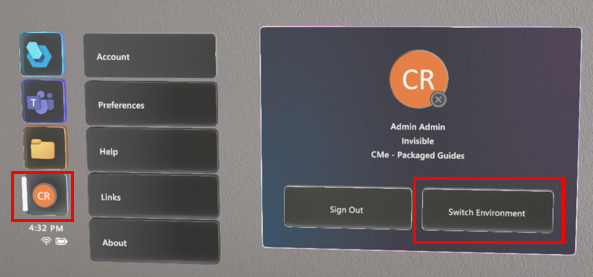 T
CR
4:32 PM
Account
Preferences
Help
Links
About
CR
Admin Admin
Invisible
CMe - Packaged Guides
Sign Out
Switch Environment